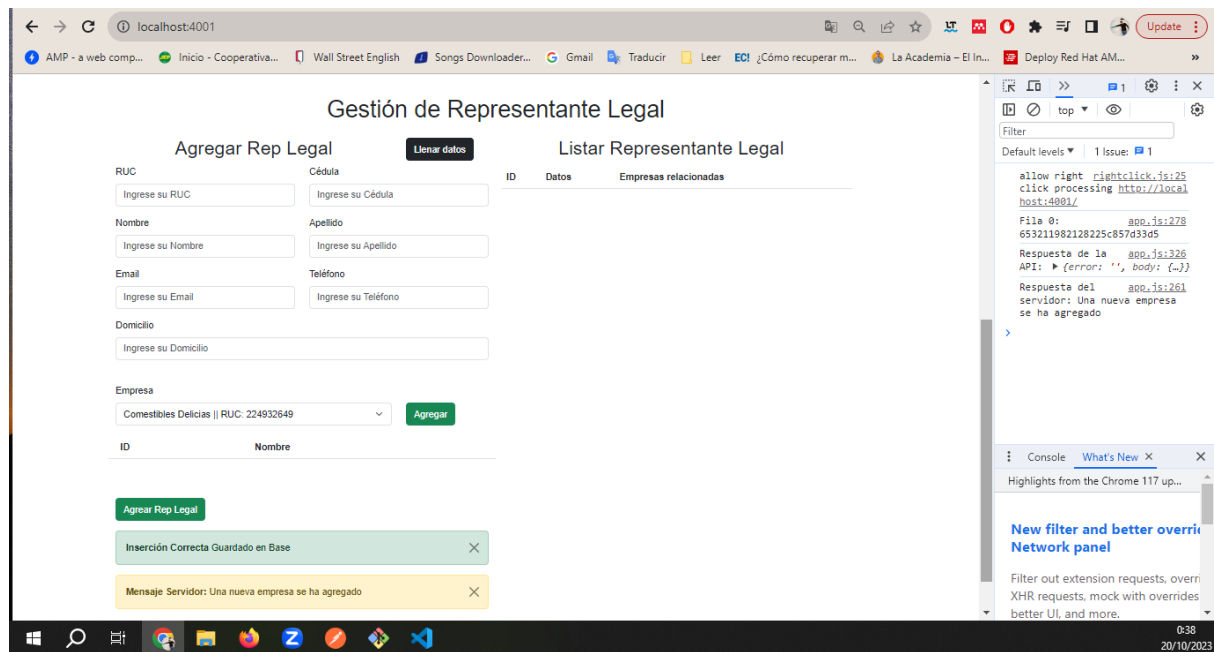 localhost:4001
Update
AMP - a web comp...
Inicio - Cooperativa...
Wall Street English
Songs Downloader...
Gmail
Traducir
Leer
EC! ¿Cómo recuperar m...
La Academia – El In...
Deploy Red Hat AM...
»
Gestión de Representante Legal
Agregar Rep Legal
Llenar datos
RUC
Cédula
Ingrese su RUC
Ingrese su Cédula
Nombre
Apellido
Ingrese su Nombre
Ingrese su Apellido
Email
Teléfono
Ingrese su Email
Ingrese su Teléfono
Domicilio
Ingrese su Domicilio
Empresa
Comestibles Delicias || RUC: 224932649
Agregar
ID Nombre
Agrear Rep Legal
Inserción Correcta Guardado en Base
Mensaje Servidor: Una nueva empresa se ha agregado
Listar Representante Legal
ID Datos Empresas relacionadas
1
top
Filter
Default levels
1 Issue: 1
allow right rightclick.js:25
click processing http://local
host:4001/
Fila 0: app.js:278
653211982128225c857d33d5
Respuesta de la app.js:326
API: {error: '', body: {…}}
Respuesta del app.js:261
servidor: Una nueva empresa
se ha agregado
Console What's New
Highlights from the Chrome 117 up...
New filter and better overri
Network panel
Filter out extension requests, overri
XHR requests, mock with overrides
better UI, and more.
0:38
20/10/2023